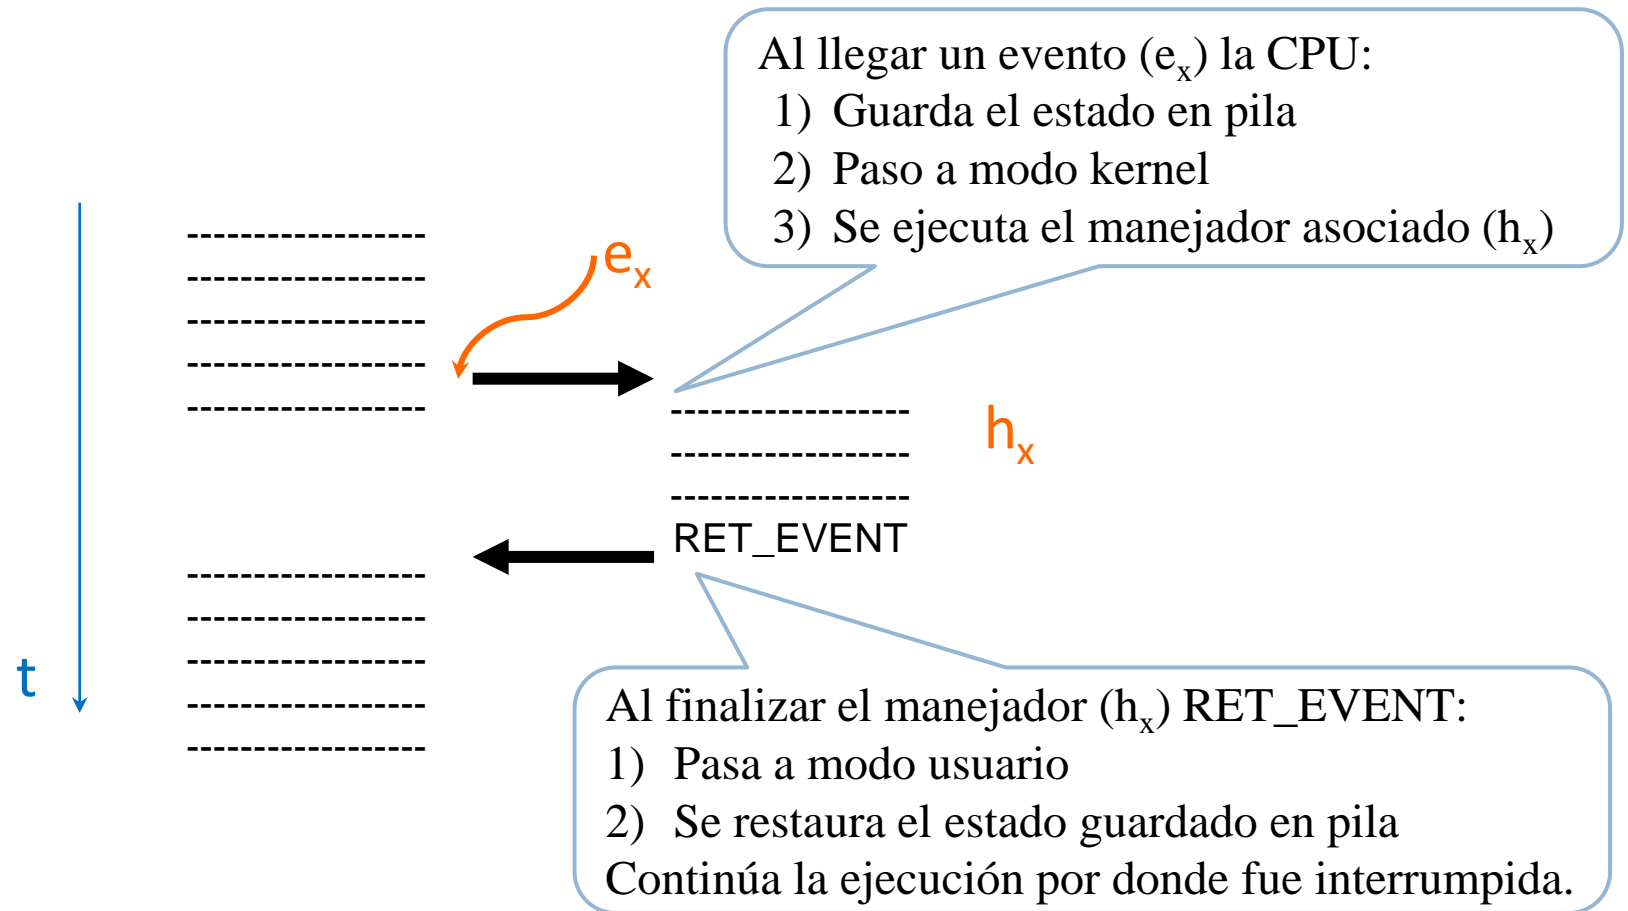 Al llegar un evento (eₓ) la CPU:
1) Guarda el estado en pila
2) Paso a modo kernel
3) Se ejecuta el manejador asociado (hₓ)
------------------
------------------
------------------
------------------
------------------
eₓ
------------------
------------------
------------------
hₓ
RET_EVENT
------------------
------------------
------------------
------------------
------------------
t
Al finalizar el manejador (hₓ) RET_EVENT:
1) Pasa a modo usuario
2) Se restaura el estado guardado en pila
Continúa la ejecución por donde fue interrumpida.